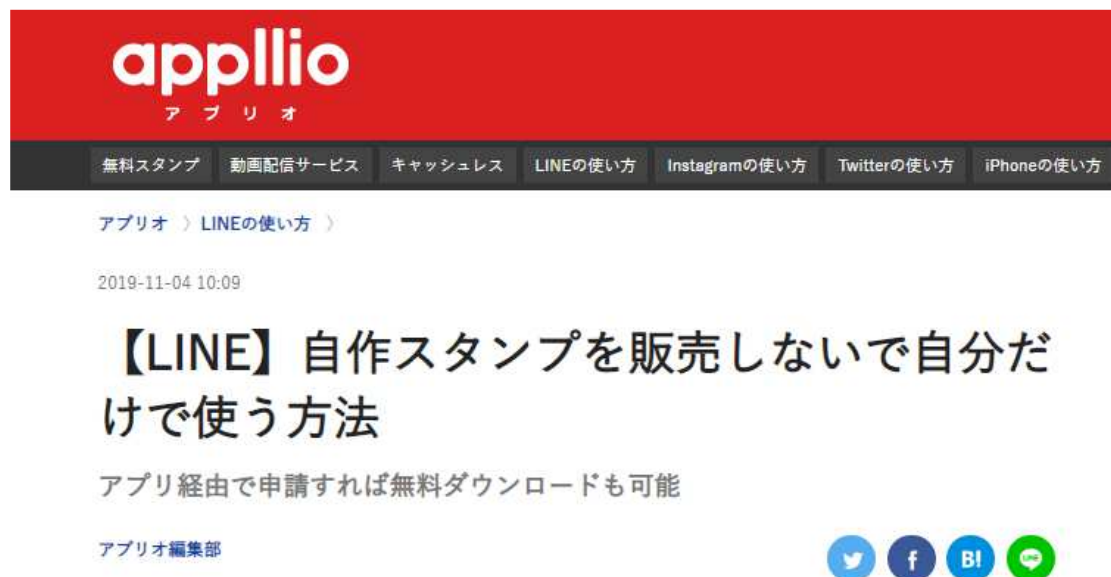 appllio
アプリオ
無料スタンプ 動画配信サービス キャッシュレス LINEの使い方 Instagramの使い方 Twitterの使い方 iPhoneの使い方
アプリオ 〉LINEの使い方 〉
2019-11-04 10:09
【LINE】自作スタンプを販売しないで自分だ
けで使う方法
アプリ経由で申請すれば無料ダウンロードも可能
アプリオ編集部
f B! LINE